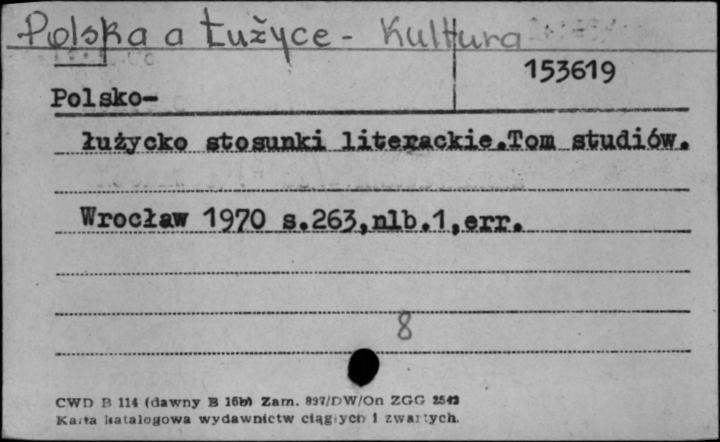 Polska a Łużyce - Kultura
153619
Polsko-
łużycko stosunki literackie.Tom studiów.
Wrocław 1970 s.263,nlb.1,err.
8
CWD B 114 (dawny B 16b) Zam. 897/DW/On ZGG 2542
Karta katalogowa wydawnictw ciągłych i zwartych.